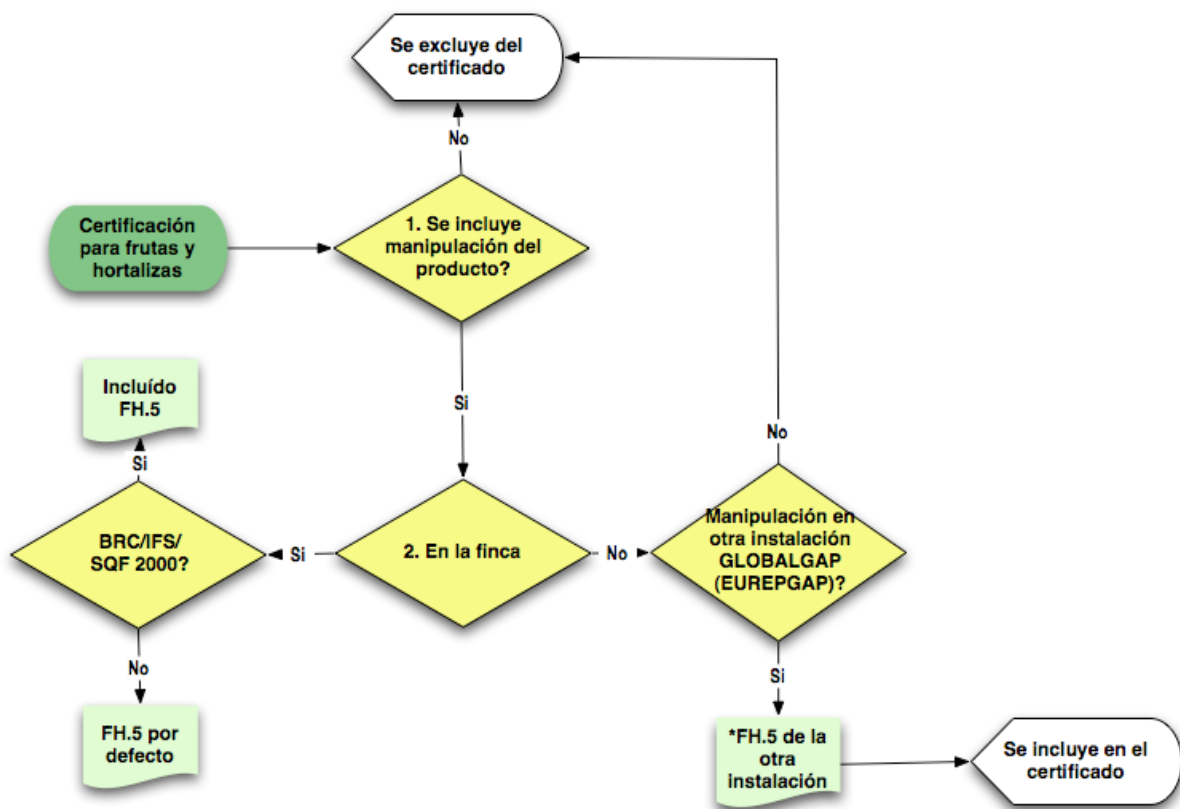 Se excluye del
certificado
No
Certificación
para frutas y
hortalizas
1. Se incluye
manipulación del
producto?
Si
Incluído
FH.5
Si
No
BRC/IFS/
SQF 2000?
Si
2. En la finca
No
Manipulación en
otra instalación
GLOBALGAP
(EUREPGAP)?
No
Si
FH.5 por
defecto
*FH.5 de la
otra
instalación
Se incluye en el
certificado